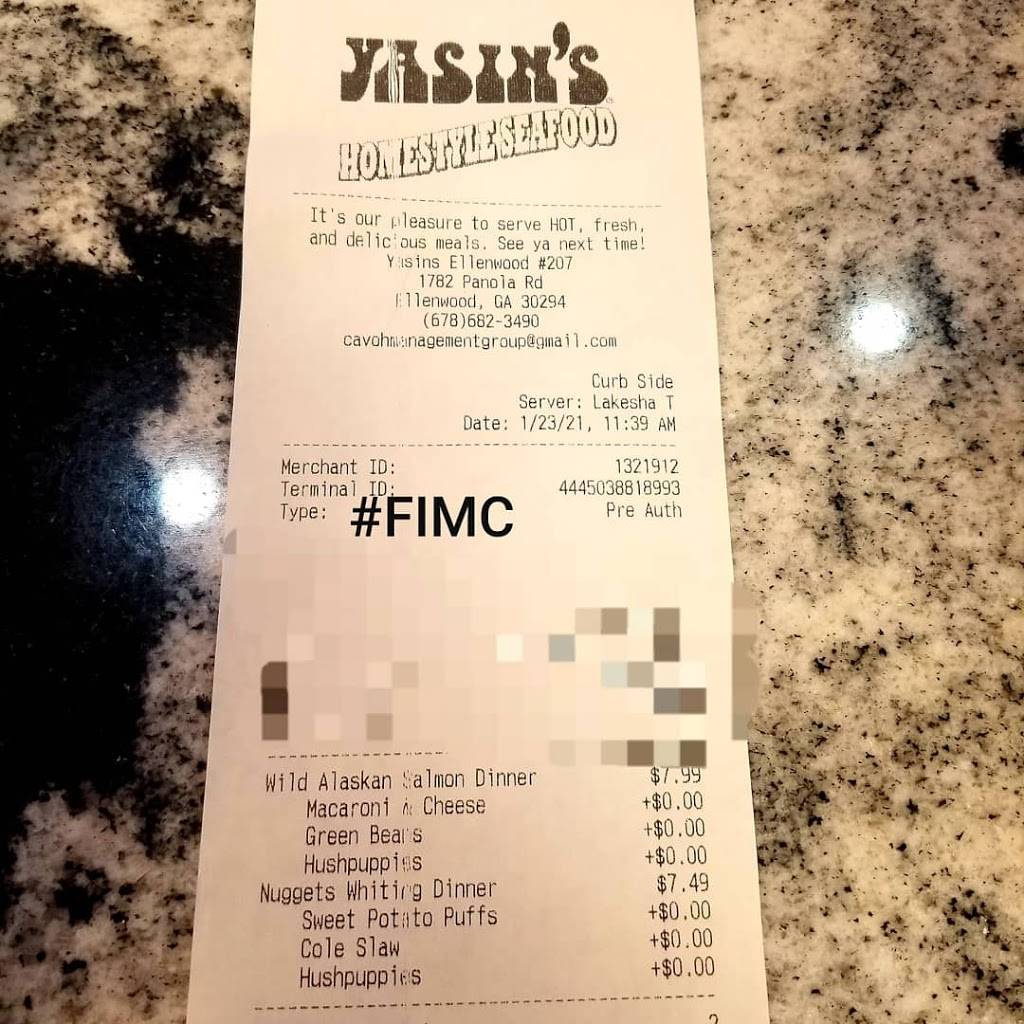 YASIN'S
HOMESTYLE SEAFOOD
It's our pleasure to serve HOT, fresh,
and delicious meals. See ya next time!
Yasins Ellenwood #207
1782 Panola Rd
Ellenwood, GA 30294
(678)682-3490
cavohmanagementgroup@gmail.com
Curb Side
Server: Lakesha T
Date: 1/23/21, 11:39 AM
Merchant ID: 1321912
Terminal ID: 4445038818993
Type: Pre Auth
#FIMC
Wild Alaskan Salmon Dinner $7.99
Macaroni & Cheese +$0.00
Green Beans +$0.00
Hushpuppies +$0.00
Nuggets Whiting Dinner $7.49
Sweet Potato Puffs +$0.00
Cole Slaw +$0.00
Hushpuppies +$0.00